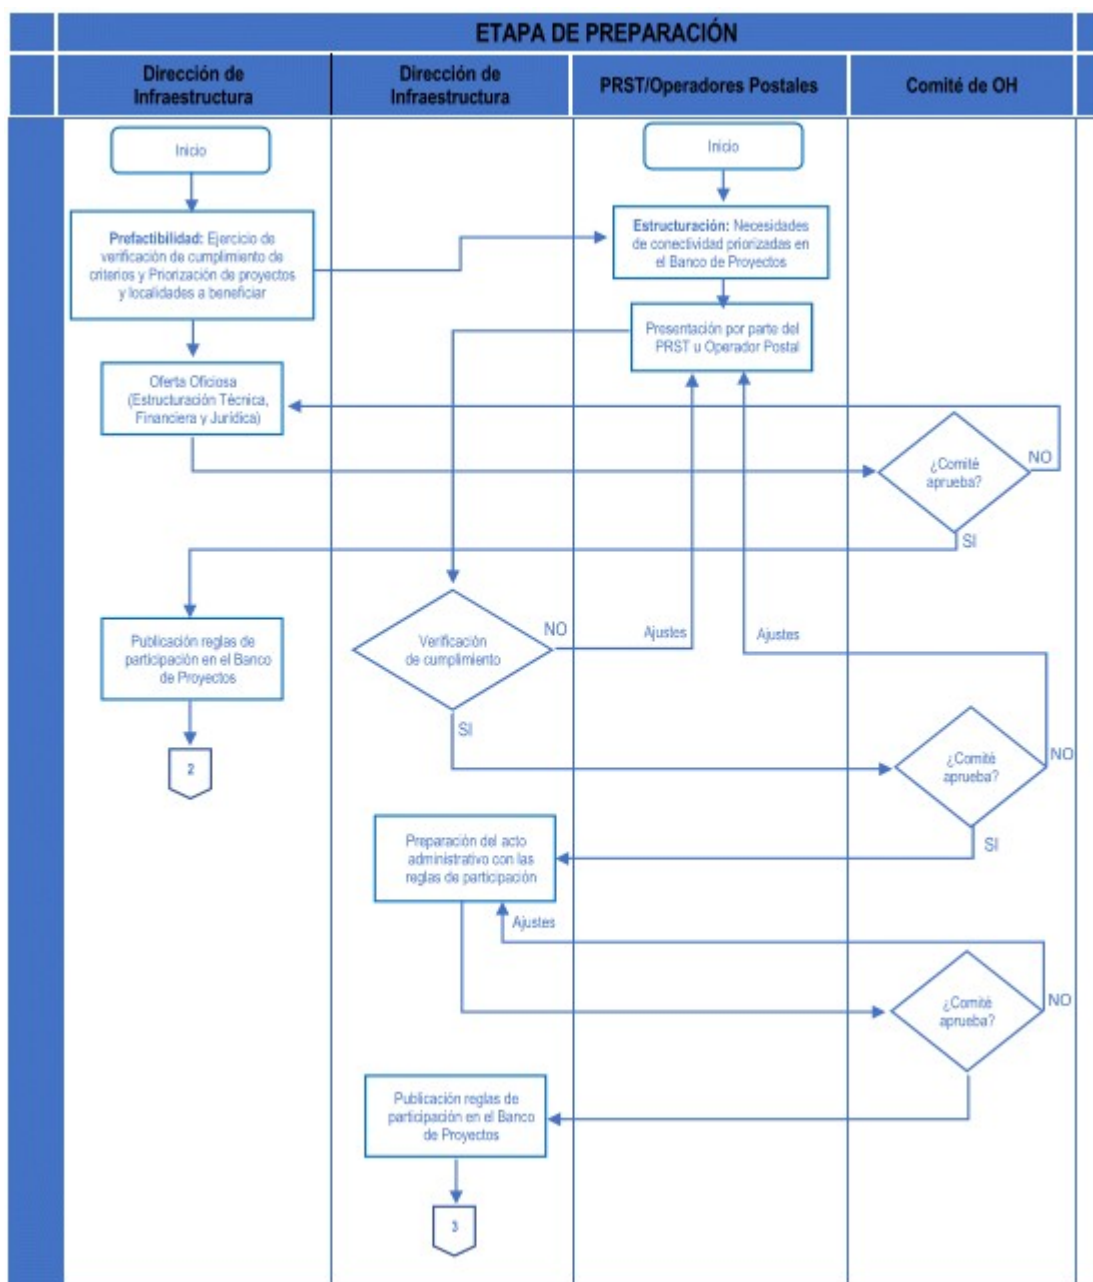 ETAPA DE PREPARACIÓN
Dirección de
Infraestructura
Dirección de
Infraestructura
PRST/Operadores Postales
Comité de OH
Inicio
Inicio
Prefactibilidad: Ejercicio de
verificación de cumplimiento de
criterios y Priorización de proyectos
y localidades a beneficiar
Estructuración: Necesidades
de conectividad priorizadas en
el Banco de Proyectos
Presentación por parte del
PRST u Operador Postal
Oferta Oficiosa
(Estructuración Técnica,
Financiera y Jurídica)
¿Comité
aprueba?
NO
SI
Publicación reglas de
participación en el Banco
de Proyectos
2
Verificación
de cumplimiento
NO
SI
Ajustes
Ajustes
¿Comité
aprueba?
NO
SI
Preparación del acto
administrativo con las
reglas de participación
Ajustes
¿Comité
aprueba?
NO
Publicación reglas de
participación en el Banco
de Proyectos
3